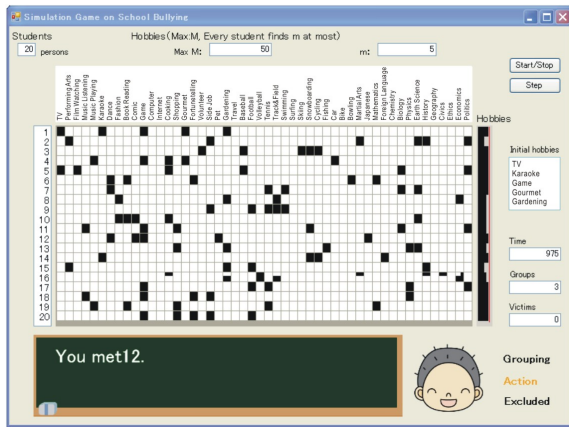 Simulation Game on School Bullying
Students
20 persons
Hobbies (Max:M, Every student finds m at most)
Max M: 50
m: 5
Start/Stop
Step
TV
Performing Arts
Film Watching
Music Listening
Music Playing
Karaoke
Dance
Fashion
Book Reading
Comic
Game
Computer
Internet
Cooking
Shopping
Gourmet
Fortunetelling
Volunteer
Side Job
Pet
Gardening
Travel
Baseball
Football
Volleyball
Tennis
Track&Field
Swimming
Surfing
Skiing
Snowboarding
Cycling
Fishing
Car
Bike
Bowling
Martial Arts
Japanese
Mathematics
Foreign Language
Chemistry
Biology
Physics
Earth Science
History
Geography
Civics
Ethics
Economics
Politics
Hobbies
1
2
3
4
5
6
7
8
9
10
11
12
13
14
15
16
17
18
19
20
Initial hobbies
TV
Karaoke
Game
Gourmet
Gardening
Time
975
Groups
3
Victims
0
You met12.
Grouping
Action
Excluded